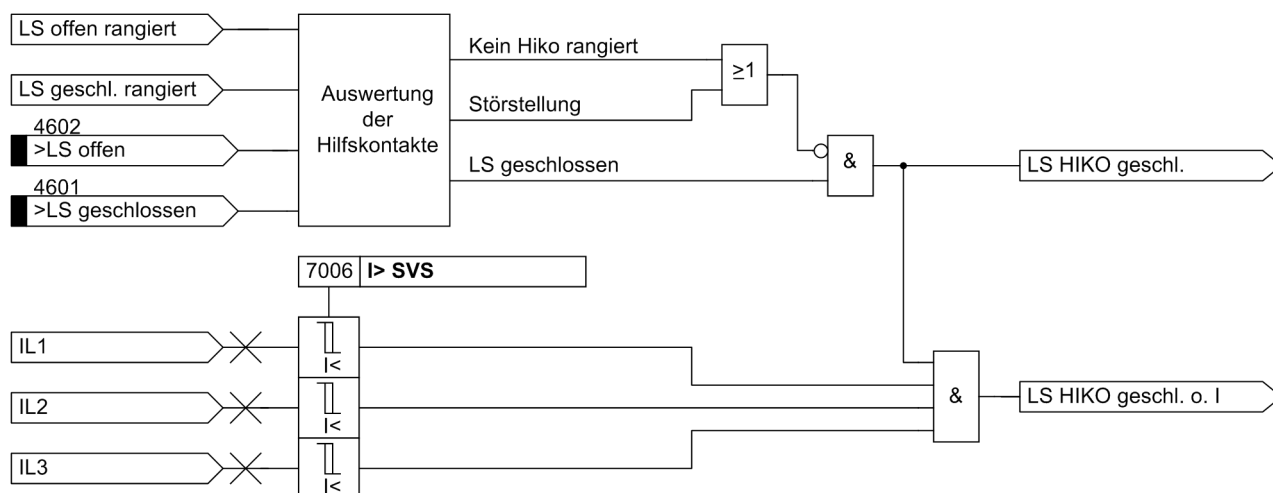 LS offen rangiert
LS geschl. rangiert
4602
>LS offen
4601
>LS geschlossen
Auswertung
der
Hilfskontakte
Kein Hiko rangiert
Störstellung
LS geschlossen
≥1
&
LS HIKO geschl.
7006 I> SVS
IL1
I<
IL2
I<
IL3
I<
&
LS HIKO geschl. o. I